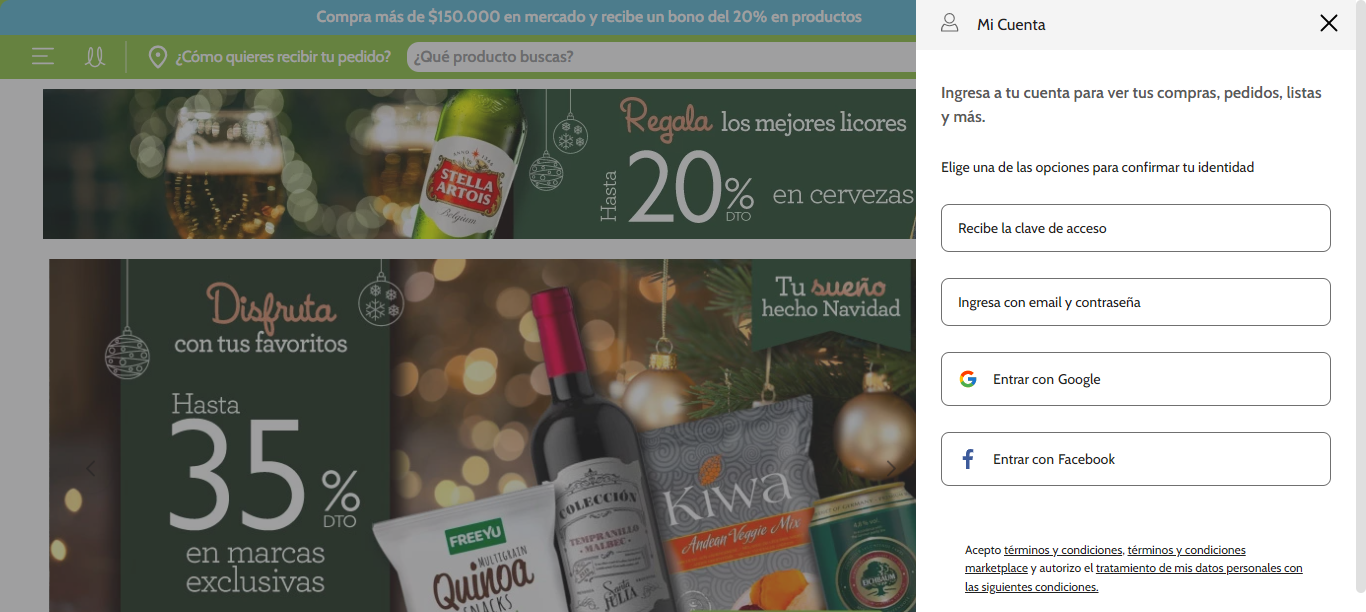 Compra más de $150.000 en mercado y recibe un bono del 20% en productos
¿Cómo quieres recibir tu pedido?
¿Qué producto buscas?
Regala los mejores licores
Hasta
20%
DTO
en cervezas
STELLA
ARTOIS
Belgium
Disfruta
con tus favoritos
Hasta
35%
DTO
en marcas
exclusivas
Tu sueño
hecho Navidad
FREEYU
MULTIGRAIN
Quinoa
SNACKS
COLECCIÓN
TEMPRANILLO
MALBEC
Santa
JULIA
KIWA
Andean Veggie Mix
EICHBAUM
Mi Cuenta
Ingresa a tu cuenta para ver tus compras, pedidos, listas
y más.
Elige una de las opciones para confirmar tu identidad
Recibe la clave de acceso
Ingresa con email y contraseña
Entrar con Google
Entrar con Facebook
Acepto términos y condiciones, términos y condiciones
marketplace y autorizo el tratamiento de mis datos personales con
las siguientes condiciones.